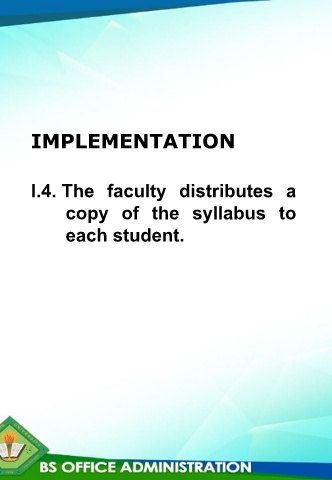 IMPLEMENTATION
I.4. The faculty distributes a
copy of the syllabus to
each student.
BS OFFICE ADMINISTRATION